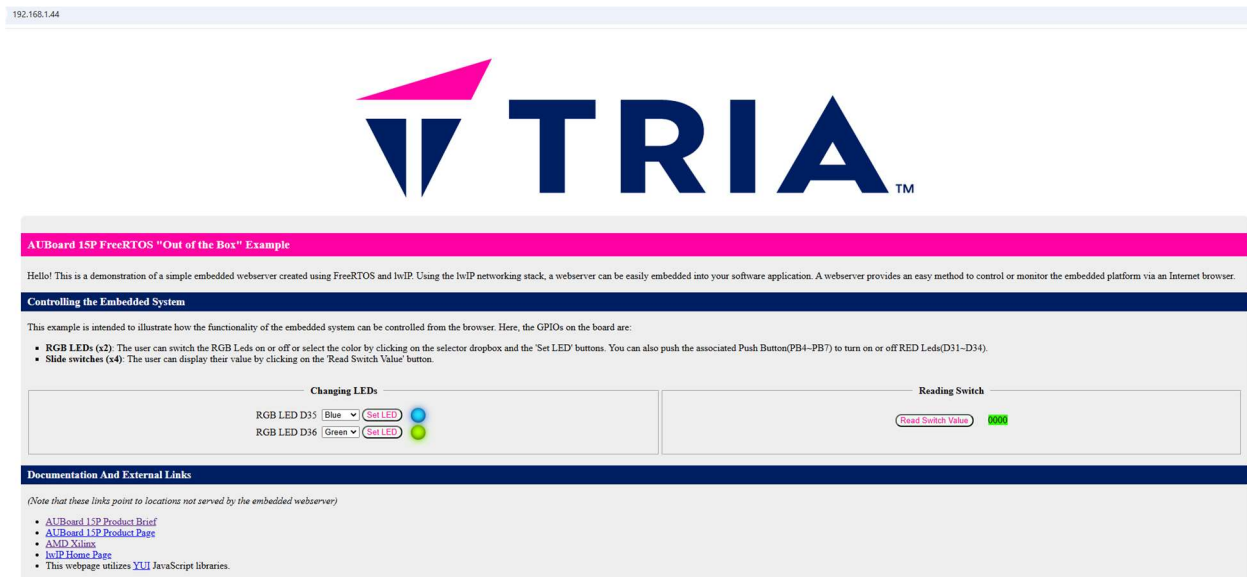 192.168.1.44
TRIA™
AUBoard 15P FreeRTOS "Out of the Box" Example
Hello! This is a demonstration of a simple embedded webserver created using FreeRTOS and lwIP. Using the lwIP networking stack, a webserver can be easily embedded into your software application. A webserver provides an easy method to control or monitor the embedded platform via an Internet browser.
Controlling the Embedded System
This example is intended to illustrate how the functionality of the embedded system can be controlled from the browser. Here, the GPIOs on the board are:
RGB LEDs (x2): The user can switch the RGB Leds on or off or select the color by clicking on the selector dropbox and the 'Set LED' buttons. You can also push the associated Push Button(PB4~PB7) to turn on or off RED Leds(D31~D34).
Slide switches (x4): The user can display their value by clicking on the 'Read Switch Value' button.
Changing LEDs
RGB LED D35 Blue Set LED
RGB LED D36 Green Set LED
Reading Switch
Read Switch Value 0000
Documentation And External Links
(Note that these links point to locations not served by the embedded webserver)
AUBoard 15P Product Brief
AUBoard 15P Product Page
AMD Xilinx
lwIP Home Page
This webpage utilizes YUI JavaScript libraries.